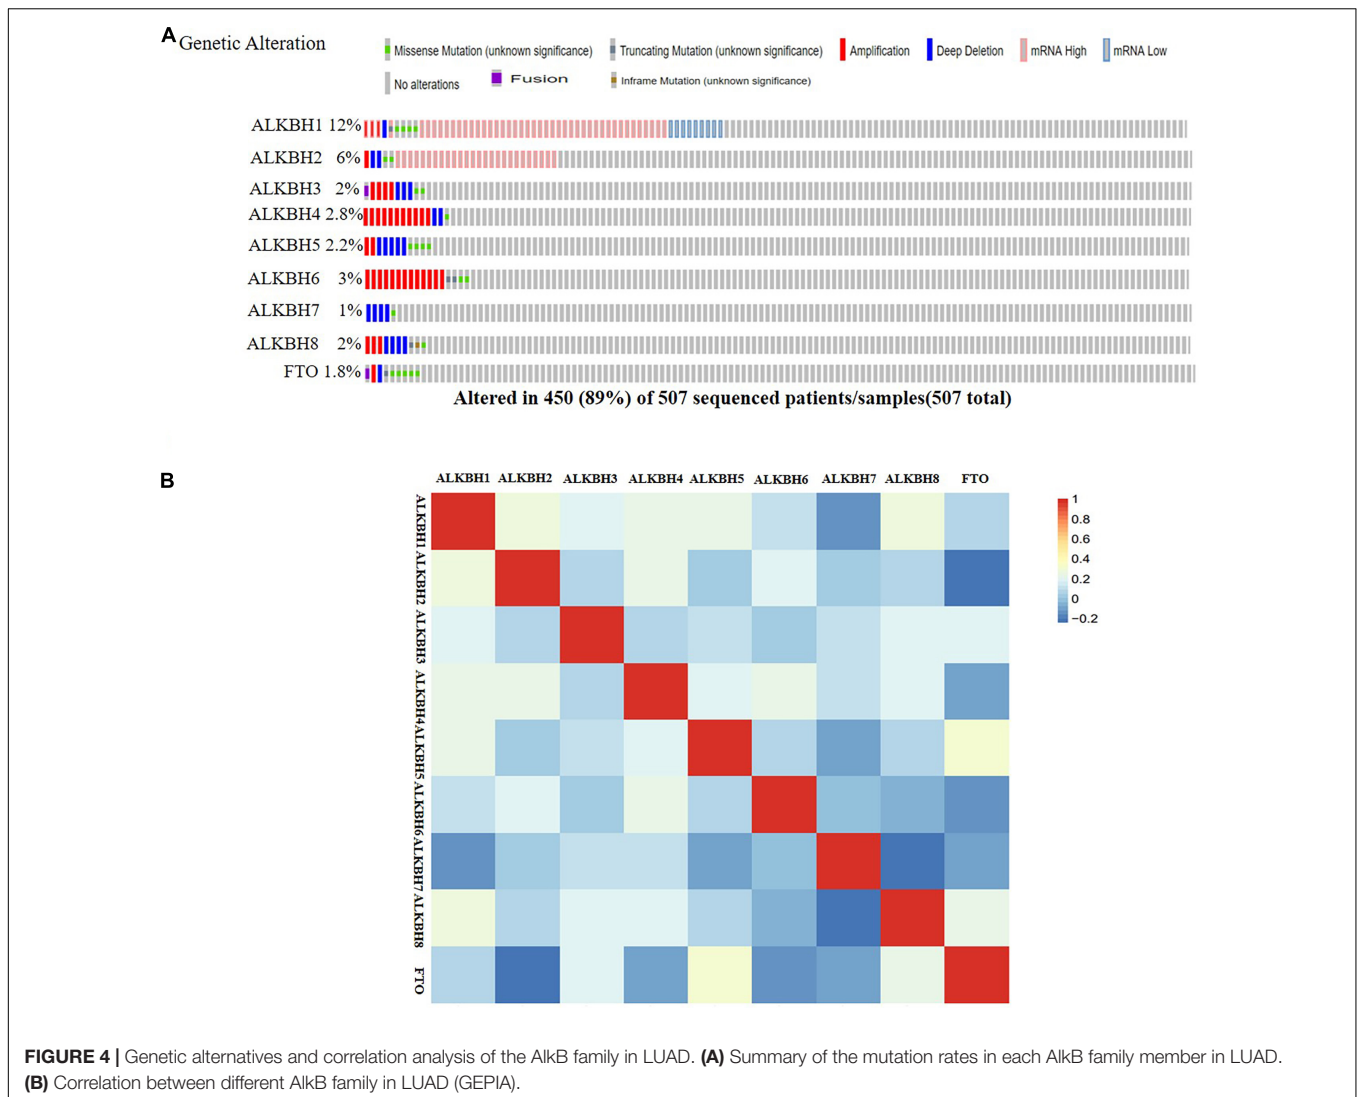 A Genetic Alteration
Missense Mutation (unknown significance) Truncating Mutation (unknown significance) Amplification Deep Deletion mRNA High mRNA Low
No alterations Fusion Inframe Mutation (unknown significance)
ALKBH1 12%
ALKBH2 6%
ALKBH3 2%
ALKBH4 2.8%
ALKBH5 2.2%
ALKBH6 3%
ALKBH7 1%
ALKBH8 2%
FTO 1.8%
Altered in 450 (89%) of 507 sequenced patients/samples(507 total)
B
ALKBH1 ALKBH2 ALKBH3 ALKBH4 ALKBH5 ALKBH6 ALKBH7 ALKBH8 FTO
ALKBH1
ALKBH2
ALKBH3
ALKBH4
ALKBH5
ALKBH6
ALKBH7
ALKBH8
FTO
1
0.8
0.6
0.4
0.2
0
−0.2
FIGURE 4 | Genetic alternatives and correlation analysis of the AlkB family in LUAD. (A) Summary of the mutation rates in each AlkB family member in LUAD.
(B) Correlation between different AlkB family in LUAD (GEPIA).